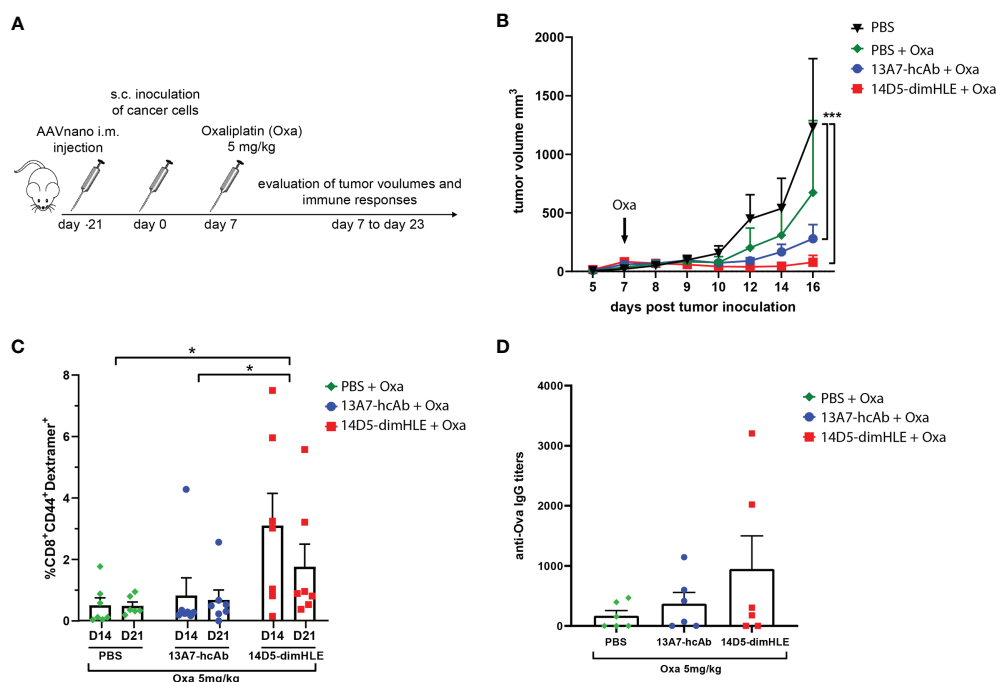 A
s.c. inoculation
of cancer cells
AAVnano i.m.
injection
Oxaliplatin (Oxa)
5 mg/kg
evaluation of tumor voulumes and
immune responses
day -21
day 0
day 7
day 7 to day 23
B
PBS
PBS + Oxa
13A7-hcAb + Oxa
14D5-dimHLE + Oxa
tumor volume mm³
2000
1500
1000
500
0
Oxa
***
5 7 8 9 10 12 14 16
days post tumor inoculation
C
* 
*
PBS + Oxa
13A7-hcAb + Oxa
14D5-dimHLE + Oxa
%CD8⁺CD44⁺Dextramer⁺
8
6
4
2
0
D14 D21 D14 D21 D14 D21
PBS 13A7-hcAb 14D5-dimHLE
Oxa 5mg/kg
D
PBS + Oxa
13A7-hcAb + Oxa
14D5-dimHLE + Oxa
anti-Ova IgG titers
4000
3000
2000
1000
0
PBS 13A7-hcAb 14D5-dimHLE
Oxa 5mg/kg